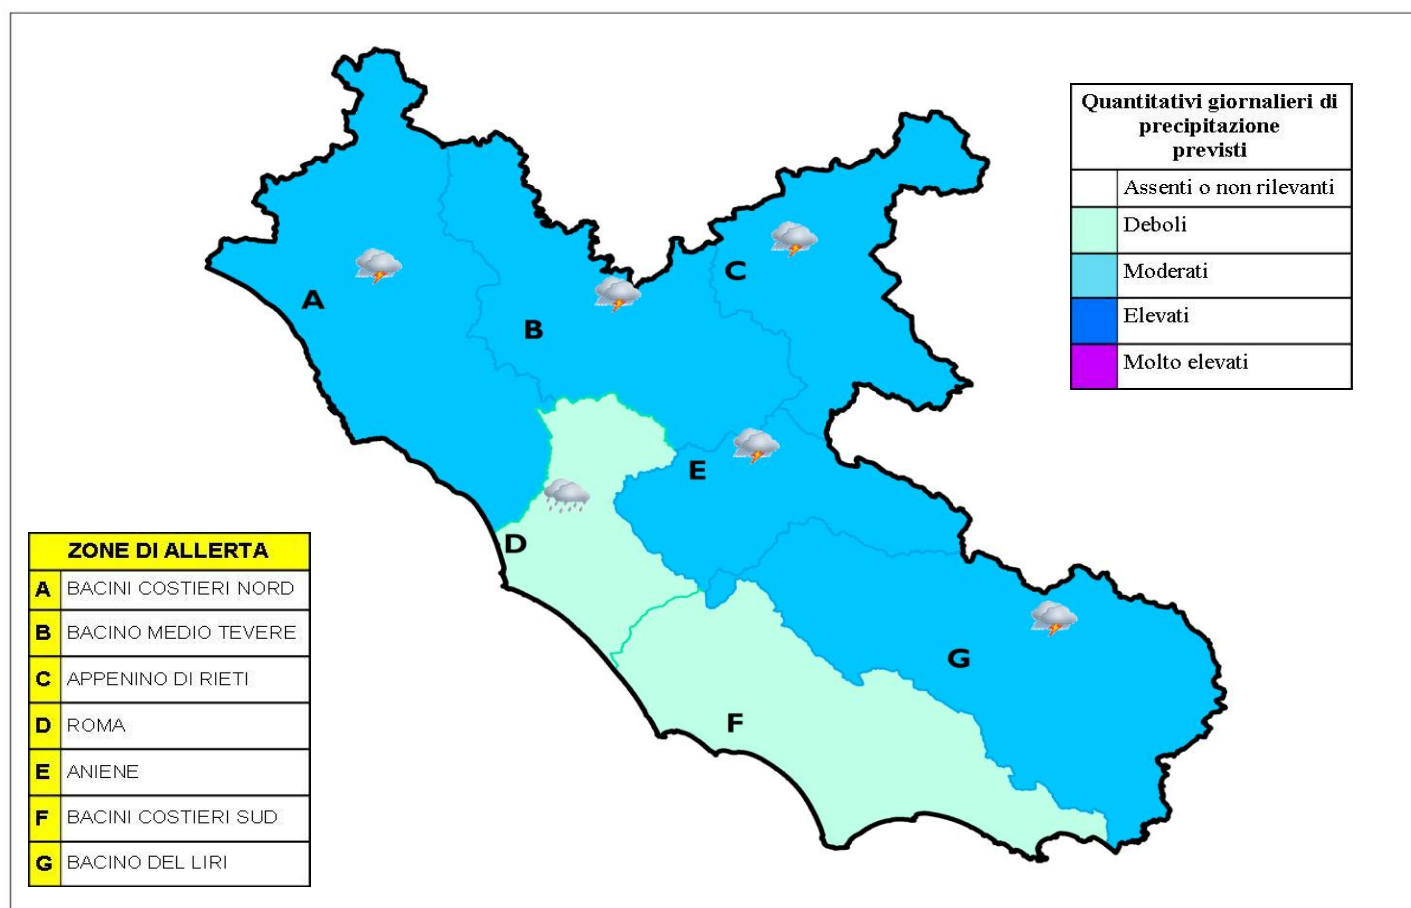 Quantitativi giornalieri di
precipitazione
previsti
Assenti o non rilevanti
Deboli
Moderati
Elevati
Molto elevati
A
B
C
D
E
F
G
ZONE DI ALLERTA
A BACINI COSTIERI NORD
B BACINO MEDIO TEVERE
C APPENINO DI RIETI
D ROMA
E ANIENE
F BACINI COSTIERI SUD
G BACINO DEL LIRI